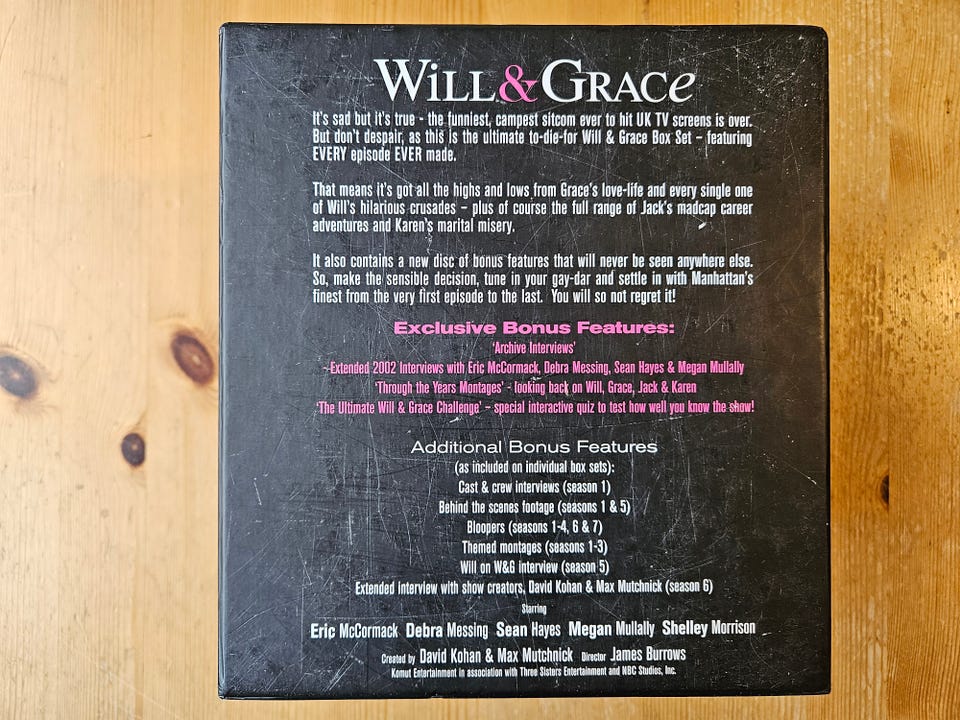 WiLL & GRACe
It's sad but it's true - the funniest, campest sitcom ever to hit UK TV screens is over.
But don't despair, as this is the ultimate to-die-for Will & Grace Box Set – featuring
EVERY episode EVER made.
That means it's got all the highs and lows from Grace's love-life and every single one
of Will's hilarious crusades – plus of course the full range of Jack's madcap career
adventures and Karen's marital misery.
It also contains a new disc of bonus features that will never be seen anywhere else.
So, make the sensible decision, tune in your gay-dar and settle in with Manhattan's
finest from the very first episode to the last. You will so not regret it!
Exclusive Bonus Features:
'Archive Interviews'
-Extended 2002 Interviews with Eric McCormack, Debra Messing, Sean Hayes & Megan Mullally
'Through the Years Montages' - looking back on Will, Grace, Jack & Karen
'The Ultimate Will & Grace Challenge' – special interactive quiz to test how well you know the show!
Additional Bonus Features
(as included on individual box sets):
Cast & crew interviews (season 1)
Behind the scenes footage (seasons 1 & 5)
Bloopers (seasons 1-4, 6 & 7)
Themed montages (seasons 1-3)
Will on W&G interview (season 5)
Extended interview with show creators, David Kohan & Max Mutchnick (season 6)
Starring
Eric McCormack Debra Messing Sean Hayes Megan Mullally Shelley Morrison
Created by David Kohan & Max Mutchnick Director James Burrows
Komut Entertainment in association with Three Sisters Entertainment and NBC Studios, Inc.